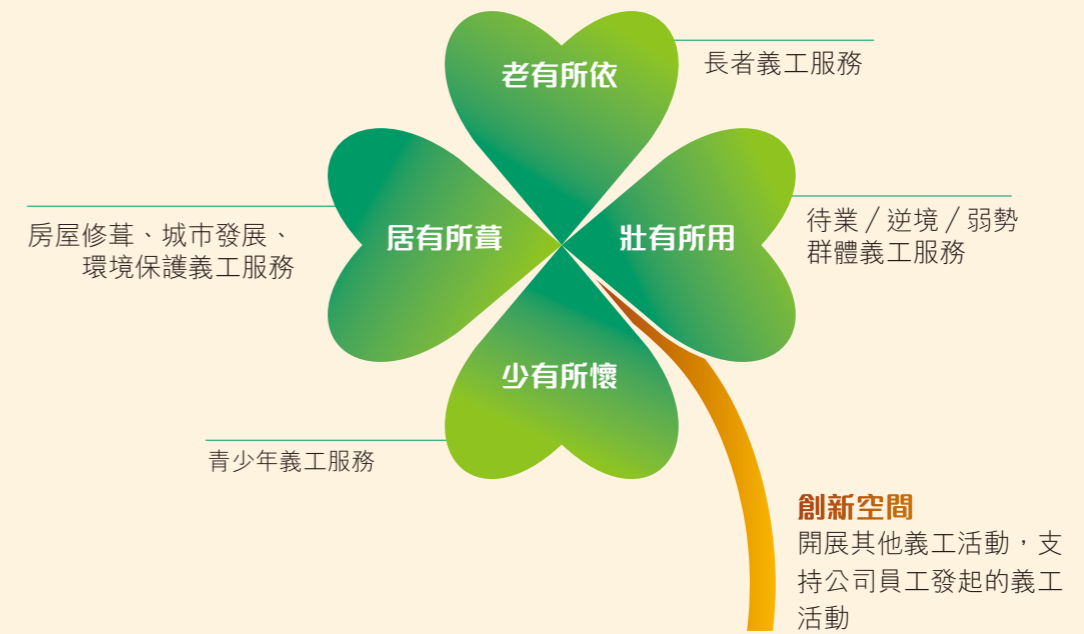 老有所依
長者義工服務
居有所葺
房屋修葺、城市發展、
環境保護義工服務
壯有所用
待業／逆境／弱勢
群體義工服務
少有所懷
青少年義工服務
創新空間
開展其他義工活動，支
持公司員工發起的義工
活動